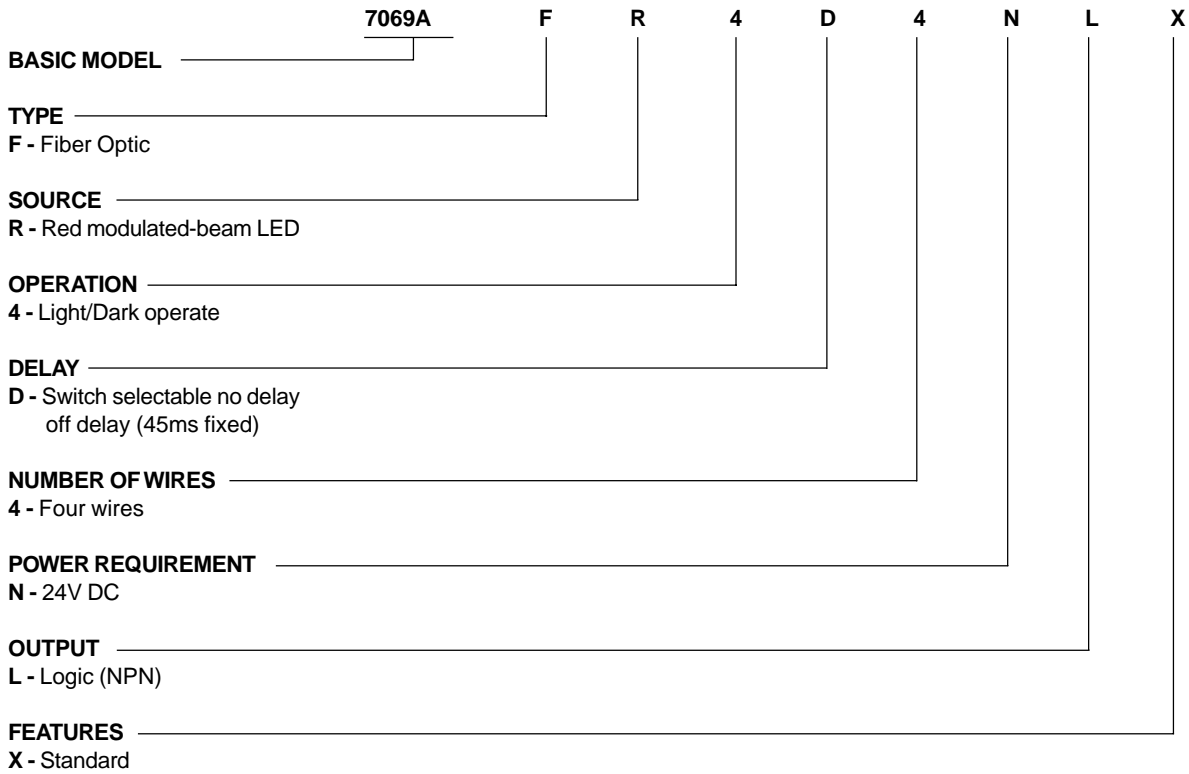 7069A F R 4 D 4 N L X
BASIC MODEL
TYPE
F - Fiber Optic
SOURCE
R - Red modulated-beam LED
OPERATION
4 - Light/Dark operate
DELAY
D - Switch selectable no delay
off delay (45ms fixed)
NUMBER OF WIRES
4 - Four wires
POWER REQUIREMENT
N - 24V DC
OUTPUT
L - Logic (NPN)
FEATURES
X - Standard